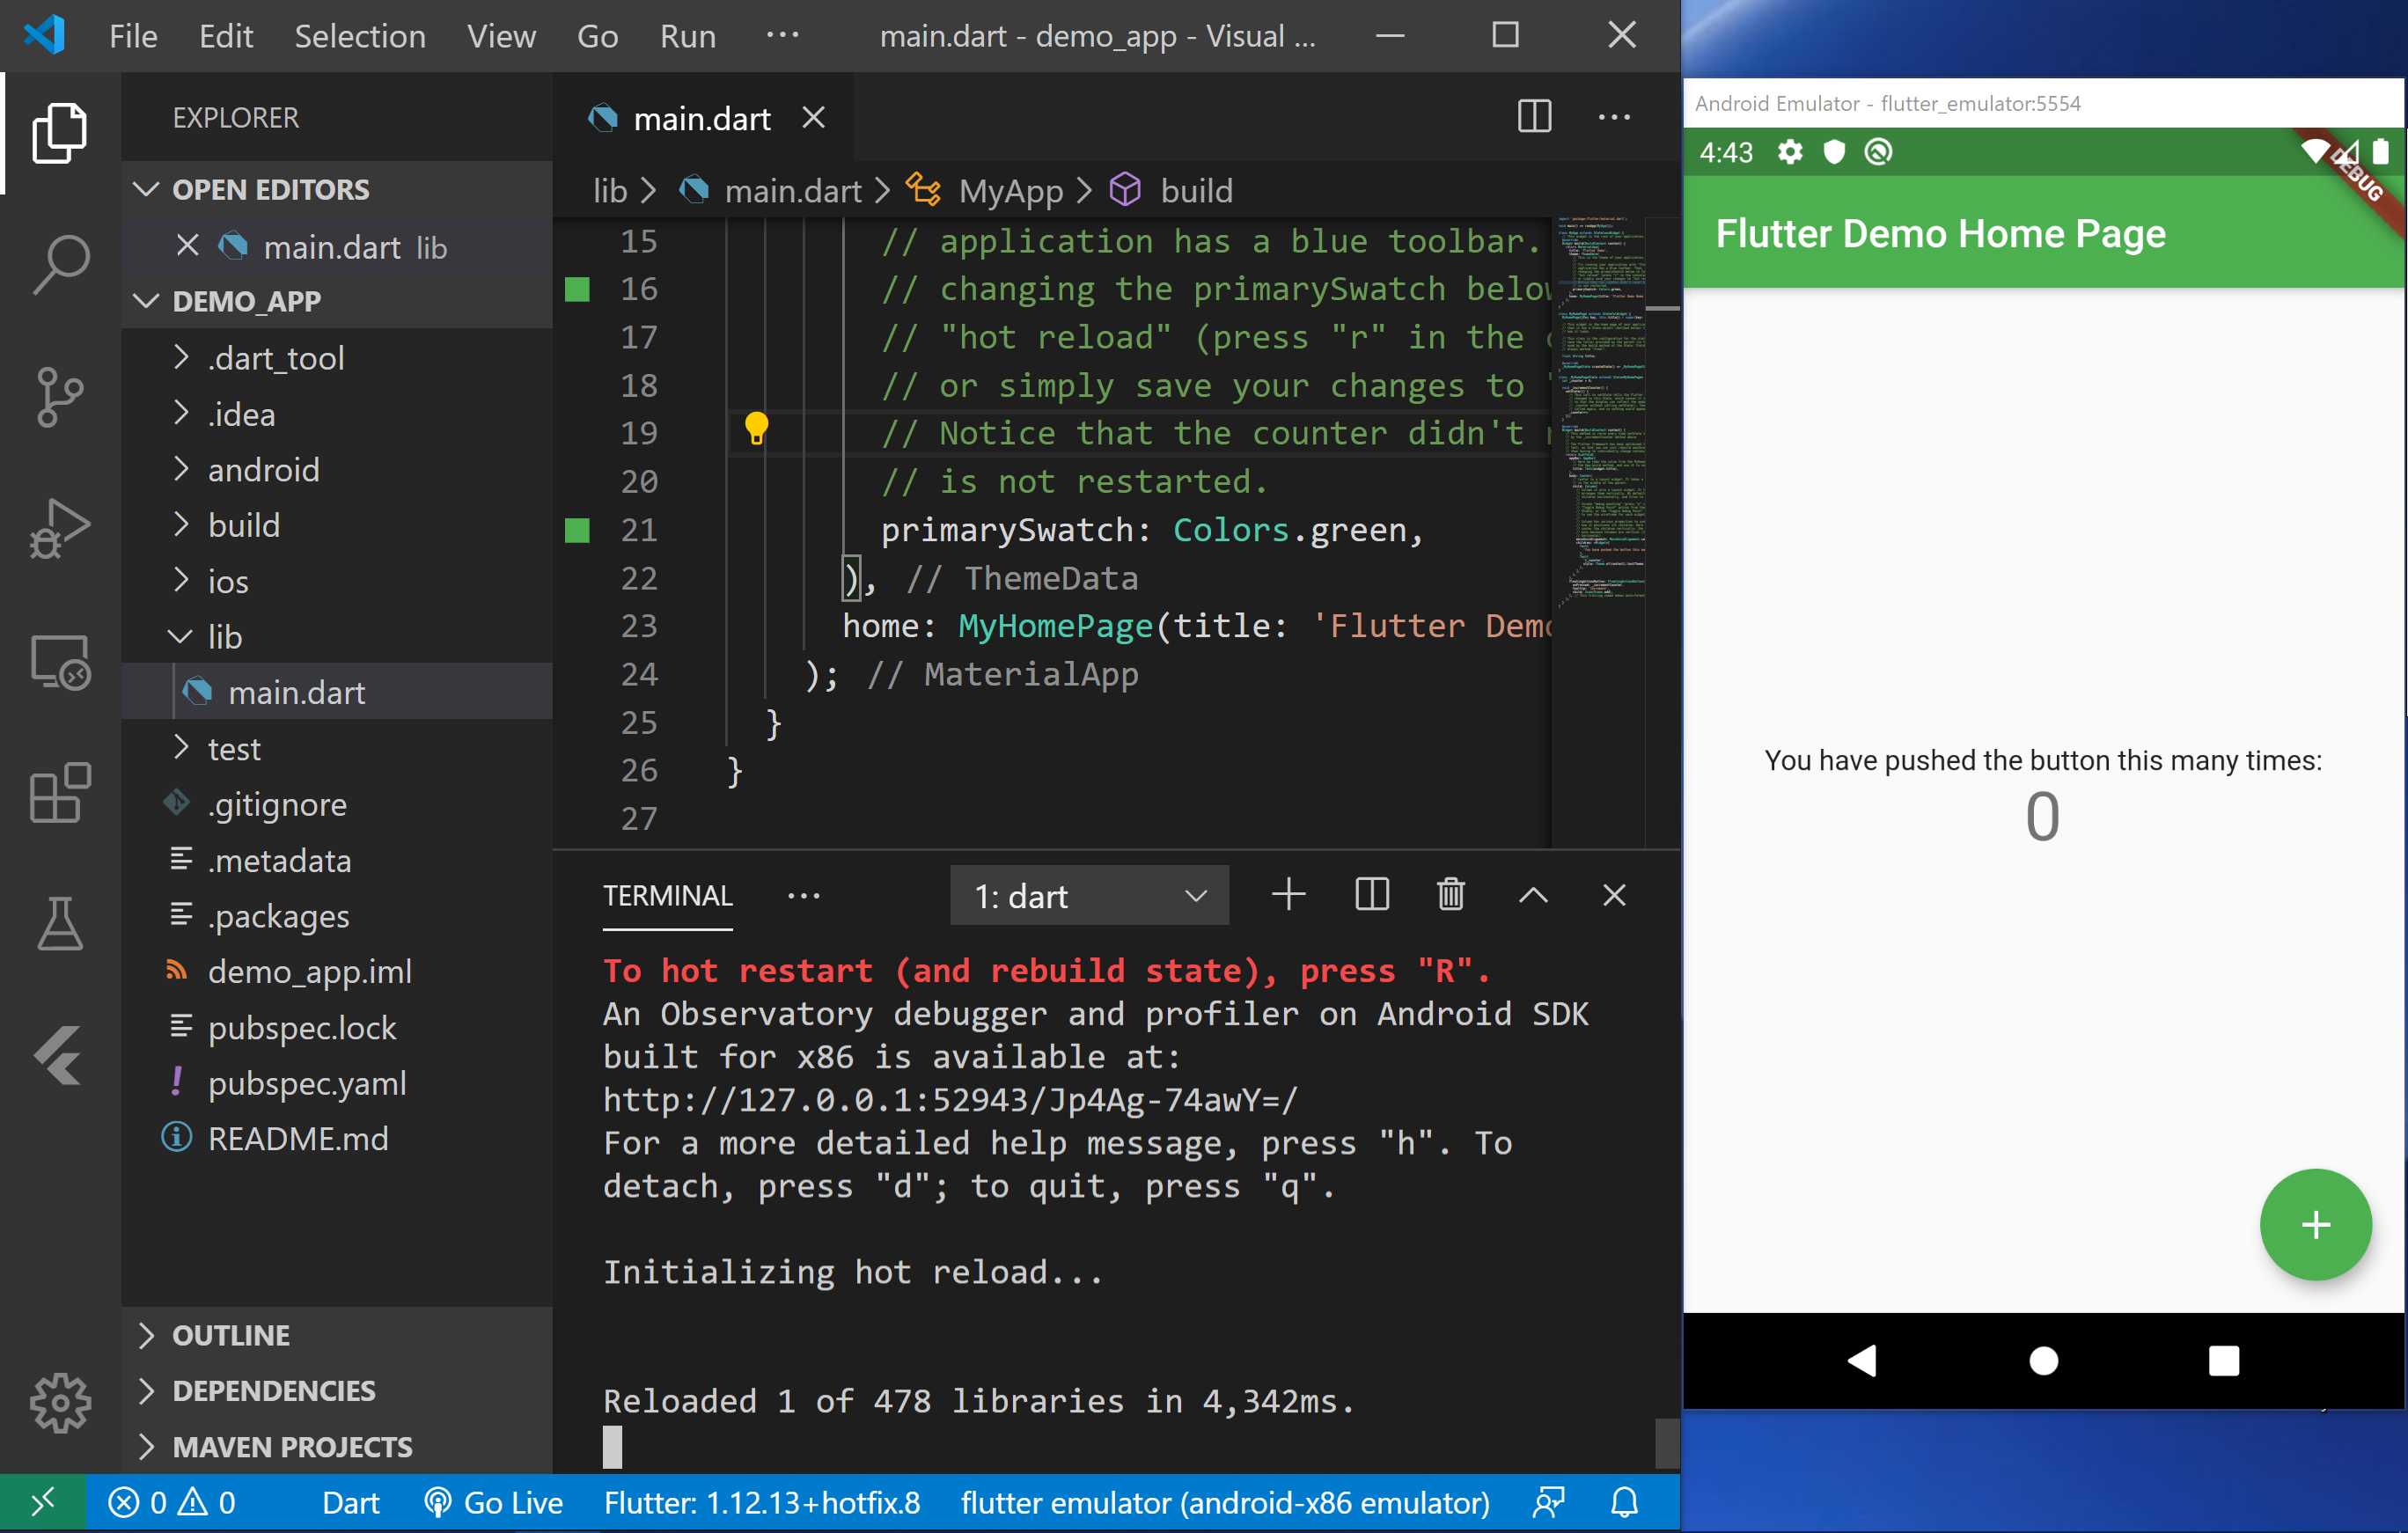 File Edit Selection View Go Run ··· main.dart - demo_app - Visual ...
EXPLORER
OPEN EDITORS
main.dart lib
DEMO_APP
.dart_tool
.idea
android
build
ios
lib
main.dart
test
.gitignore
.metadata
.packages
demo_app.iml
pubspec.lock
pubspec.yaml
README.md
OUTLINE
DEPENDENCIES
MAVEN PROJECTS
main.dart
lib > main.dart > MyApp > build
15 // application has a blue toolbar.
16 // changing the primarySwatch below
17 // "hot reload" (press "r" in the
18 // or simply save your changes to
19 // Notice that the counter didn't
20 // is not restarted.
21 primarySwatch: Colors.green,
22 ), // ThemeData
23 home: MyHomePage(title: 'Flutter Demo
24 ); // MaterialApp
25 }
26 }
27
TERMINAL ··· 1: dart
To hot restart (and rebuild state), press "R".
An Observatory debugger and profiler on Android SDK
built for x86 is available at:
http://127.0.0.1:52943/Jp4Ag-74awY=/
For a more detailed help message, press "h". To
detach, press "d"; to quit, press "q".
Initializing hot reload...
Reloaded 1 of 478 libraries in 4,342ms.
0 0 Dart Go Live Flutter: 1.12.13+hotfix.8 flutter emulator (android-x86 emulator)
Android Emulator - flutter_emulator:5554
4:43
DEBUG
Flutter Demo Home Page
You have pushed the button this many times:
0